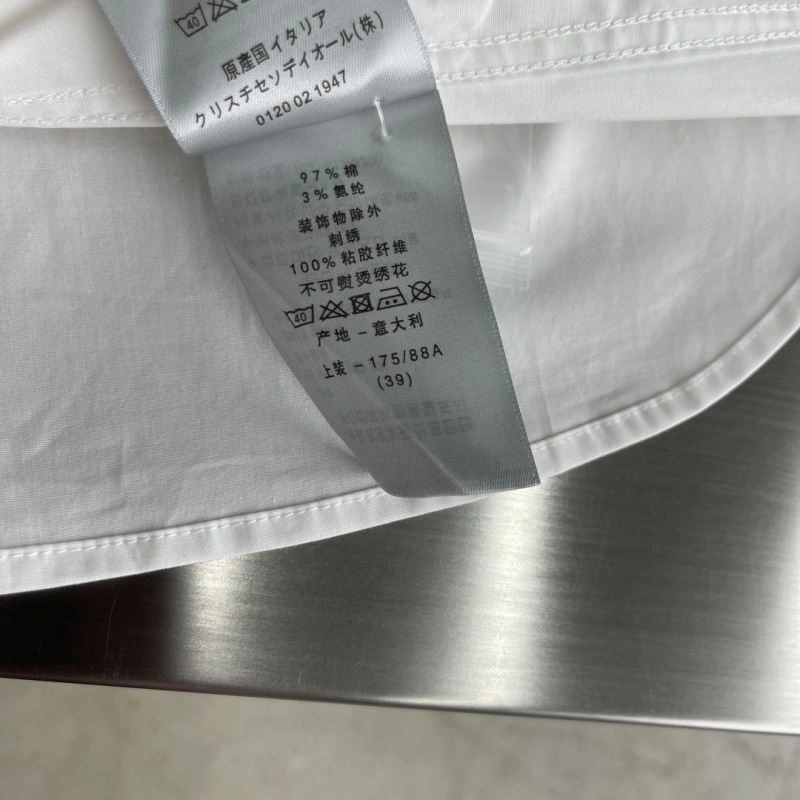 40
原産国イタリア
クリスチセンディオール(株)
0120 02 1947
97%棉
3%氨纶
装饰物除外
刺绣
100%粘胶纤维
不可熨烫绣花
40
产地-意大利
上装-175/88A
(39)